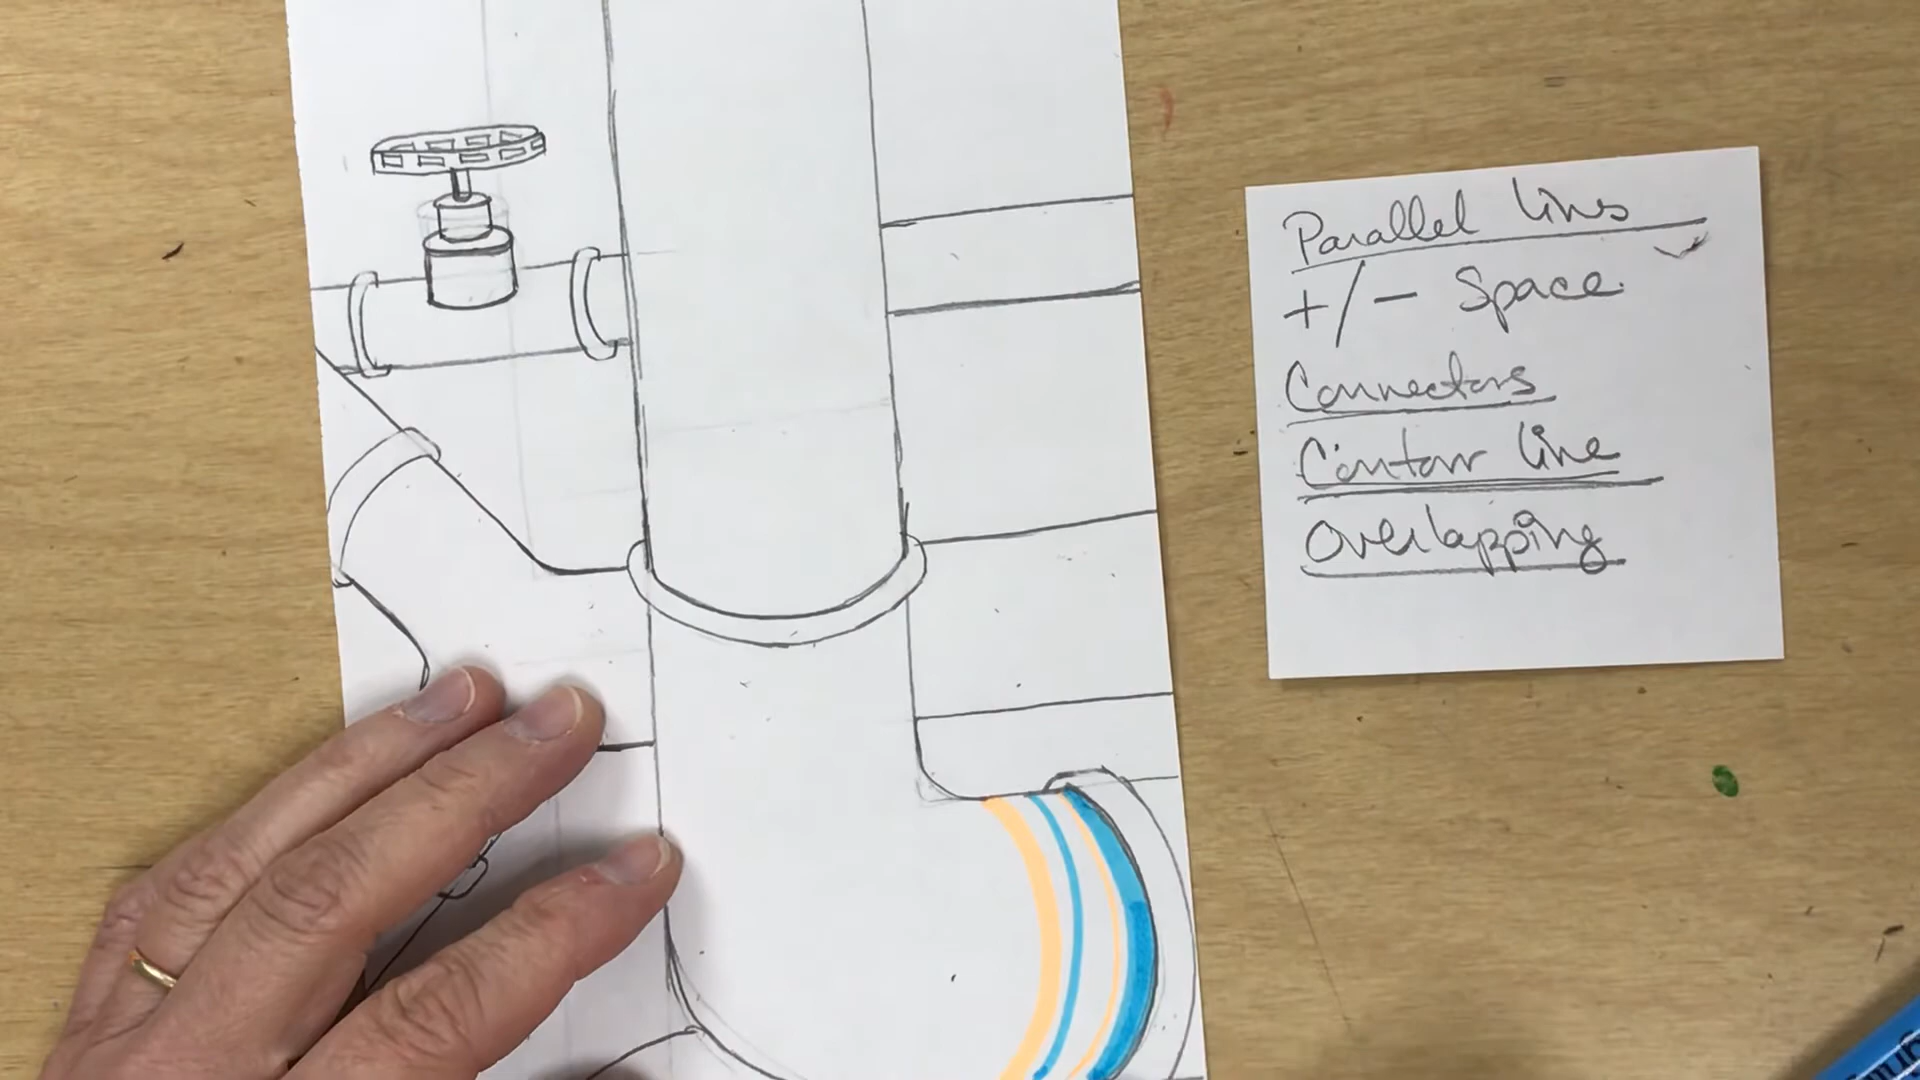 Parallel lines
+/- Space
Connectors
Contour line
Overlapping